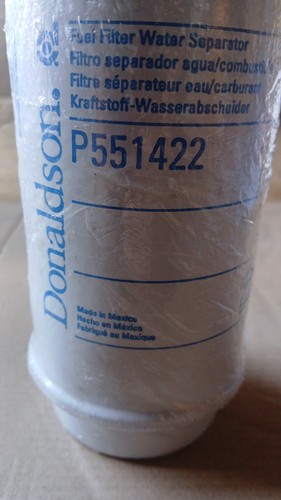 Fuel Filter Water Separator
Filtro separador agua/combustible
Filtre séparateur eau/carburant
Kraftstoff-Wasserabscheider
P551422
Donaldson.
Made in Mexico
Hecho en México
Fabriqué au Mexique